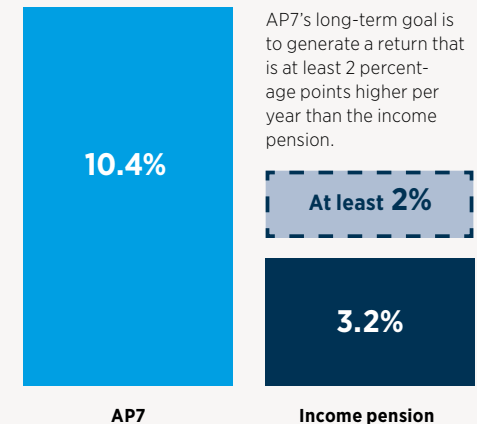 AP7’s long-term goal is
to generate a return that
is at least 2 percent-
age points higher per
year than the income
pension.
10.4%
At least 2%
3.2%
AP7
Income pension